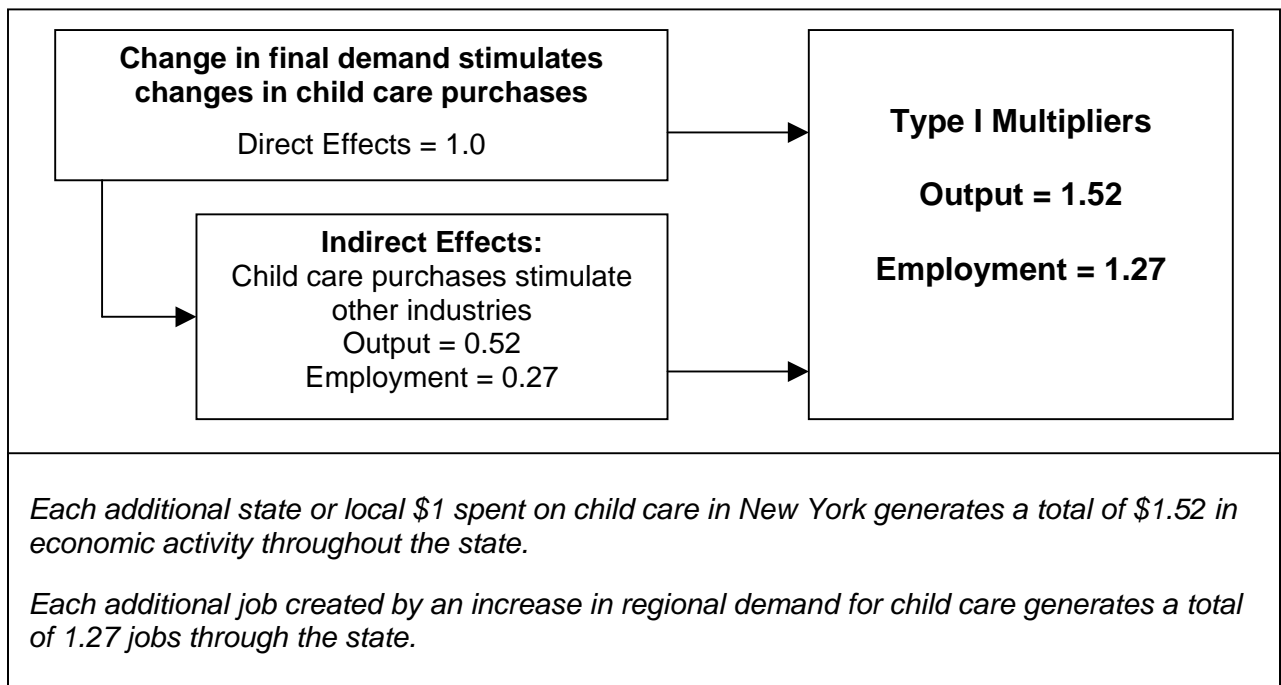 Change in final demand stimulates
changes in child care purchases
Direct Effects = 1.0
Indirect Effects:
Child care purchases stimulate
other industries
Output = 0.52
Employment = 0.27
Type I Multipliers
Output = 1.52
Employment = 1.27
Each additional state or local $1 spent on child care in New York generates a total of $1.52 in
economic activity throughout the state.
Each additional job created by an increase in regional demand for child care generates a total
of 1.27 jobs through the state.